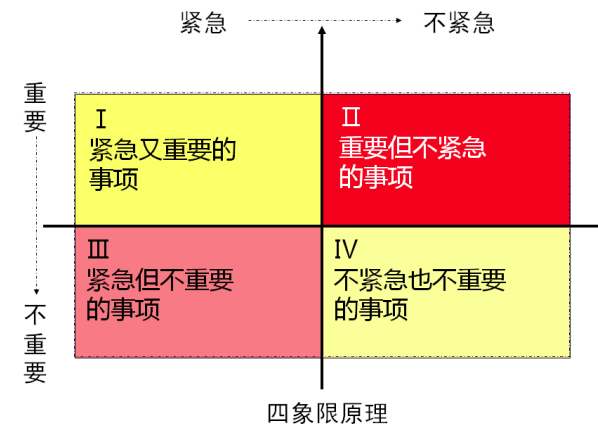 紧急
不紧急
重要
Ⅰ
紧急又重要的
事项
Ⅱ
重要但不紧急
的事项
Ⅲ
紧急但不重要
的事项
Ⅳ
不紧急也不重要
的事项
不重要
四象限原理